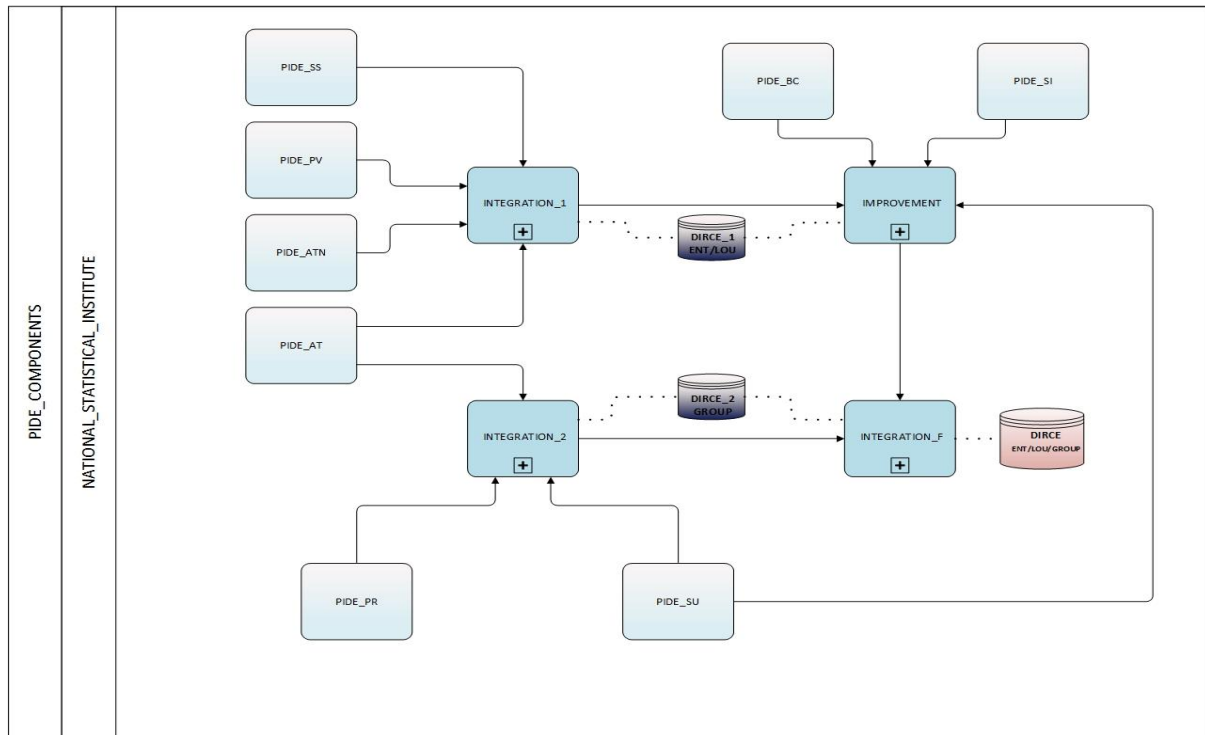 PIDE_COMPONENTS
NATIONAL_STATISTICAL_INSTITUTE
PIDE_SS
PIDE_BC
PIDE_SI
PIDE_PV
INTEGRATION_1
IMPROVEMENT
DIRCE_1
ENT/LOU
PIDE_ATN
PIDE_AT
DIRCE_2
GROUP
INTEGRATION_2
INTEGRATION_F
DIRCE
ENT/LOU/GROUP
PIDE_PR
PIDE_SU